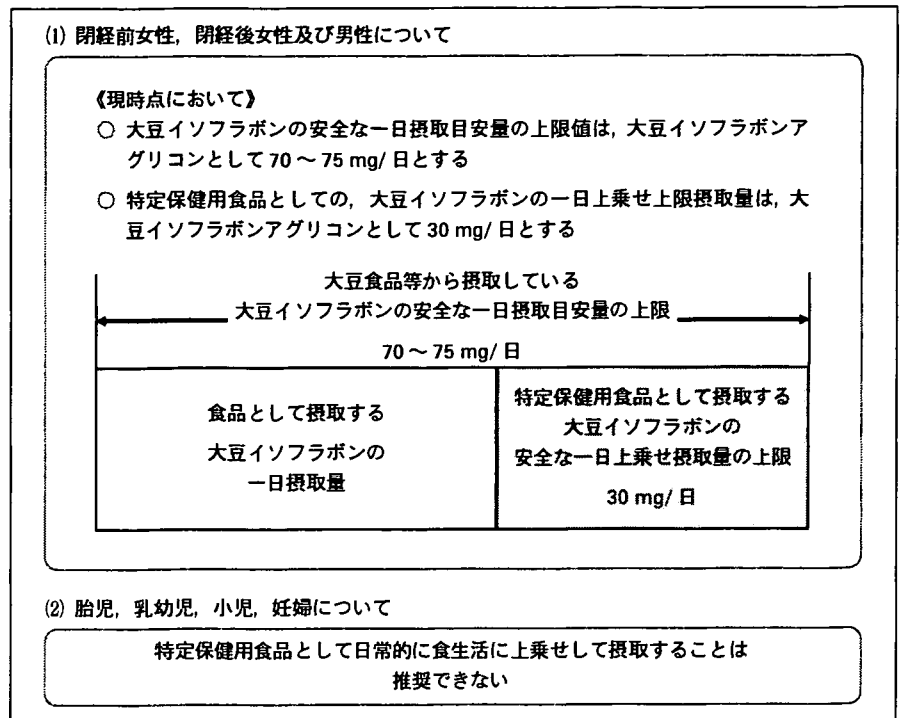 (1) 閉経前女性，閉経後女性及び男性について
《現時点において》
○ 大豆イソフラボンの安全な一日摂取目安量の上限値は，大豆イソフラボンア
グリコンとして 70 〜 75 mg/ 日とする
○ 特定保健用食品としての，大豆イソフラボンの一日上乗せ上限摂取量は，大
豆イソフラボンアグリコンとして 30 mg/ 日とする
大豆食品等から摂取している
大豆イソフラボンの安全な一日摂取目安量の上限
70 〜 75 mg/ 日
食品として摂取する
大豆イソフラボンの
一日摂取量
特定保健用食品として摂取する
大豆イソフラボンの
安全な一日上乗せ摂取量の上限
30 mg/ 日
(2) 胎児，乳幼児，小児，妊婦について
特定保健用食品として日常的に食生活に上乗せして摂取することは
推奨できない